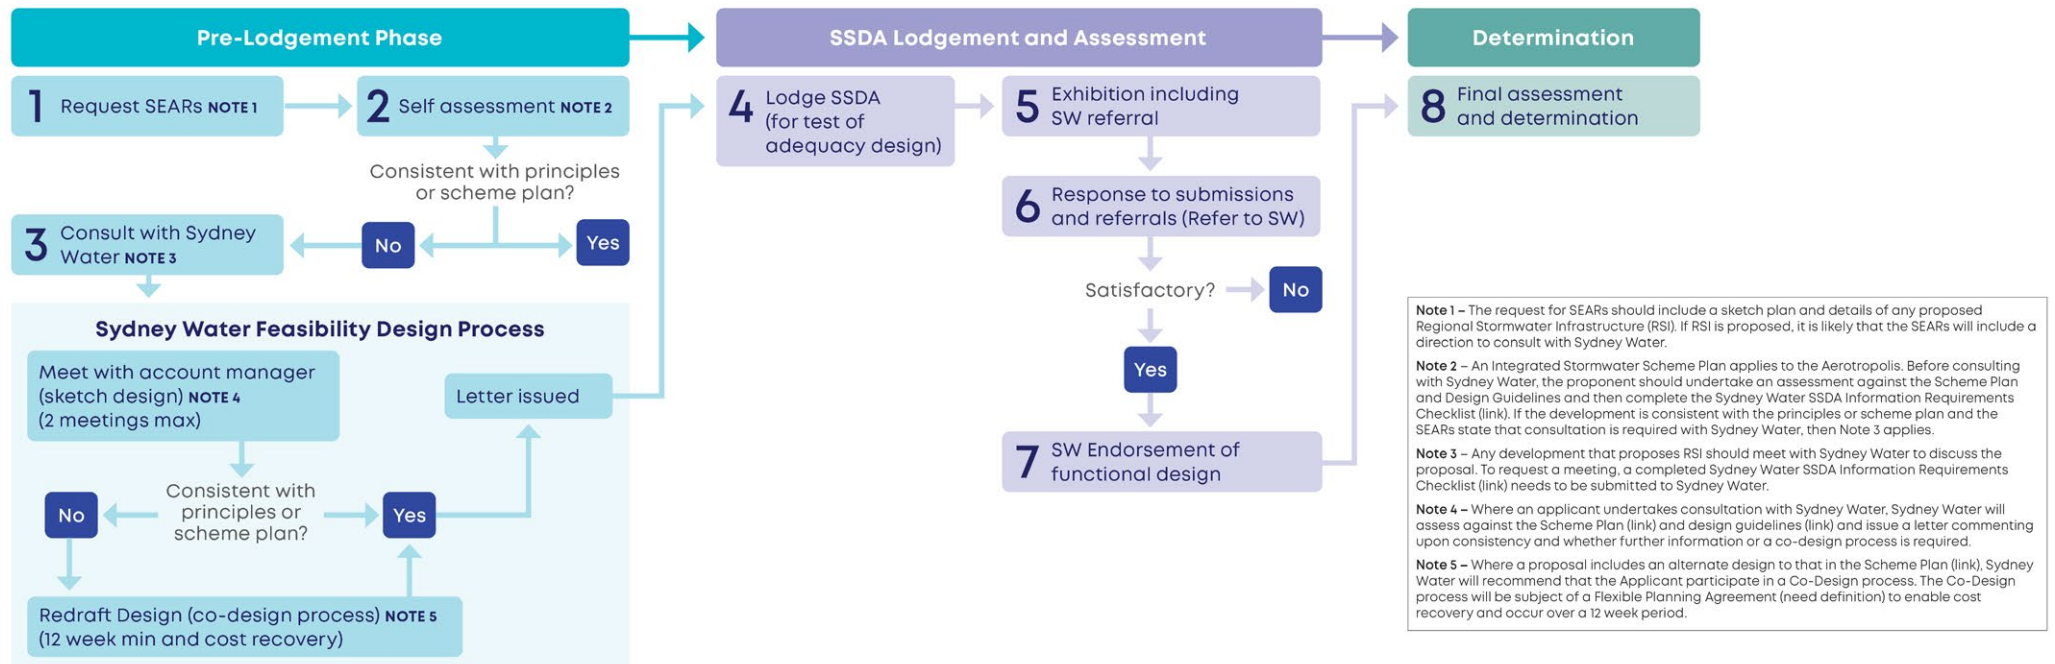 Pre-Lodgement Phase
SSDA Lodgement and Assessment
Determination
1 Request SEARs NOTE 1
2 Self assessment NOTE 2
Consistent with principles
or scheme plan?
No
Yes
3 Consult with Sydney
Water NOTE 3
Sydney Water Feasibility Design Process
Meet with account manager
(sketch design) NOTE 4
(2 meetings max)
Letter issued
Consistent with
principles or
scheme plan?
No
Yes
Redraft Design (co-design process) NOTE 5
(12 week min and cost recovery)
4 Lodge SSDA
(for test of
adequacy design)
5 Exhibition including
SW referral
6 Response to submissions
and referrals (Refer to SW)
Satisfactory?
No
Yes
7 SW Endorsement of
functional design
8 Final assessment
and determination
Note 1 – The request for SEARs should include a sketch plan and details of any proposed
Regional Stormwater Infrastructure (RSI). If RSI is proposed, it is likely that the SEARs will include a
direction to consult with Sydney Water.
Note 2 – An Integrated Stormwater Scheme Plan applies to the Aerotropolis. Before consulting
with Sydney Water, the proponent should undertake an assessment against the Scheme Plan
and Design Guidelines and then complete the Sydney Water SSDA Information Requirements
Checklist (link). If the development is consistent with the principles or scheme plan and the
SEARs state that consultation is required with Sydney Water, then Note 3 applies.
Note 3 – Any development that proposes RSI should meet with Sydney Water to discuss the
proposal. To request a meeting, a completed Sydney Water SSDA Information Requirements
Checklist (link) needs to be submitted to Sydney Water.
Note 4 – Where an applicant undertakes consultation with Sydney Water, Sydney Water will
assess against the Scheme Plan (link) and design guidelines (link) and issue a letter commenting
upon consistency and whether further information or a co-design process is required.
Note 5 – Where a proposal includes an alternate design to that in the Scheme Plan (link), Sydney
Water will recommend that the Applicant participate in a Co-Design process. The Co-Design
process will be subject of a Flexible Planning Agreement (need definition) to enable cost
recovery and occur over a 12 week period.